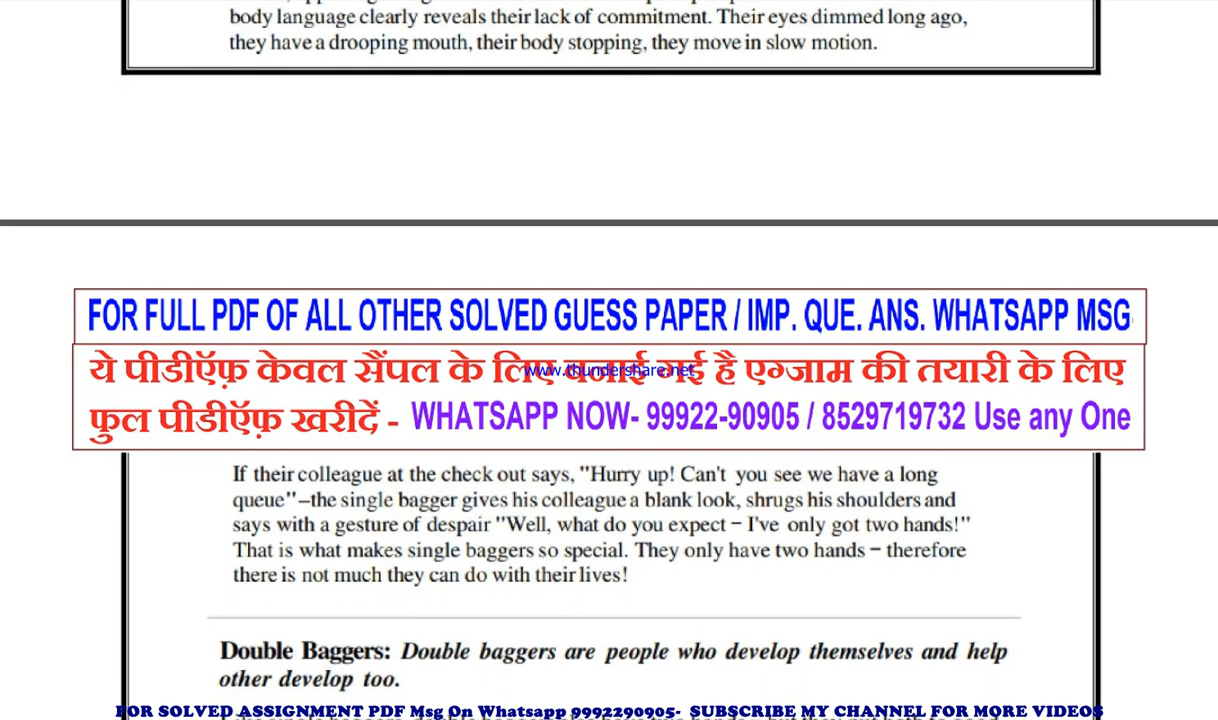 body language clearly reveals their lack of commitment. Their eyes dimmed long ago,
they have a drooping mouth, their body stopping, they move in slow motion.
FOR FULL PDF OF ALL OTHER SOLVED GUESS PAPER / IMP. QUE. ANS. WHATSAPP MSG
ये पीडीऍफ़ केवल सैंपल के लिए बनाई गई है एग्जाम की तयारी के लिए
www.thundershare.net
फुल पीडीऍफ़ खरीदें - WHATSAPP NOW- 99922-90905 / 8529719732 Use any One
If their colleague at the check out says, "Hurry up! Can't you see we have a long
queue"–the single bagger gives his colleague a blank look, shrugs his shoulders and
says with a gesture of despair "Well, what do you expect – I've only got two hands!"
That is what makes single baggers so special. They only have two hands – therefore
there is not much they can do with their lives!
Double Baggers: Double baggers are people who develop themselves and help
other develop too.
FOR SOLVED ASSIGNMENT PDF Msg On Whatsapp 9992290905- SUBSCRIBE MY CHANNEL FOR MORE VIDEOS